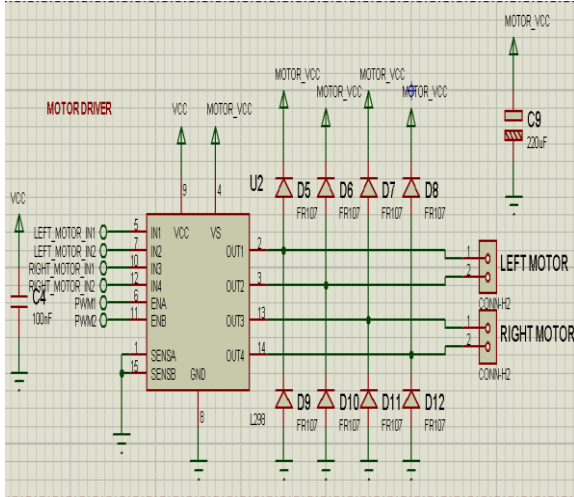 MOTOR_VCC
MOTOR_VCC MOTOR_VCC
MOTOR_VCC MOTOR_VCC
MOTOR DRIVER VCC MOTOR_VCC
C9
220uF
9 4
U2 D5 D6 D7 D8
FR107 FR107 FR107 FR107
VCC
VCC VS
LEFT_MOTOR_IN1 5 IN1 OUT1 2
LEFT_MOTOR_IN2 7 IN2
RIGHT_MOTOR_IN1 10 IN3 OUT2 3
RIGHT_MOTOR_IN2 12 IN4
PWM1 6 ENA
PWM2 11 ENB OUT3 13
C4
100nF
1 SENSA OUT4 14
15 SENSB GND
8
L298
1 LEFT MOTOR
2
CONN-H2
1 RIGHT MOTOR
2
CONN-H2
D9 D10 D11 D12
FR107 FR107 FR107 FR107